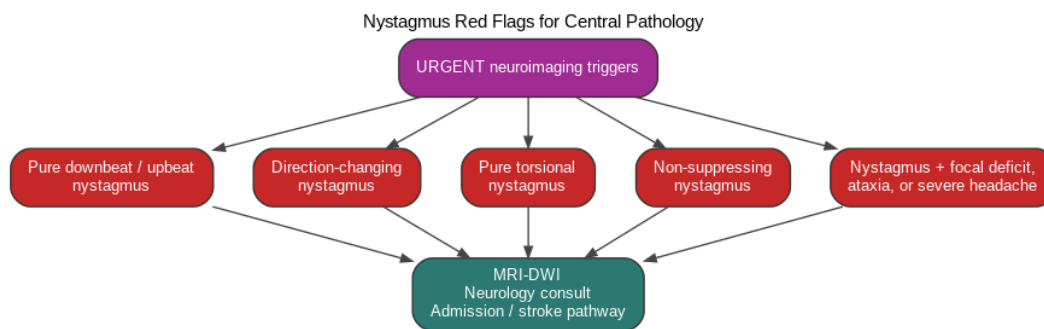 Nystagmus Red Flags for Central Pathology
URGENT neuroimaging triggers
Pure downbeat / upbeat
nystagmus
Direction-changing
nystagmus
Pure torsional
nystagmus
Non-suppressing
nystagmus
Nystagmus + focal deficit,
ataxia, or severe headache
MRI-DWI
Neurology consult
Admission / stroke pathway